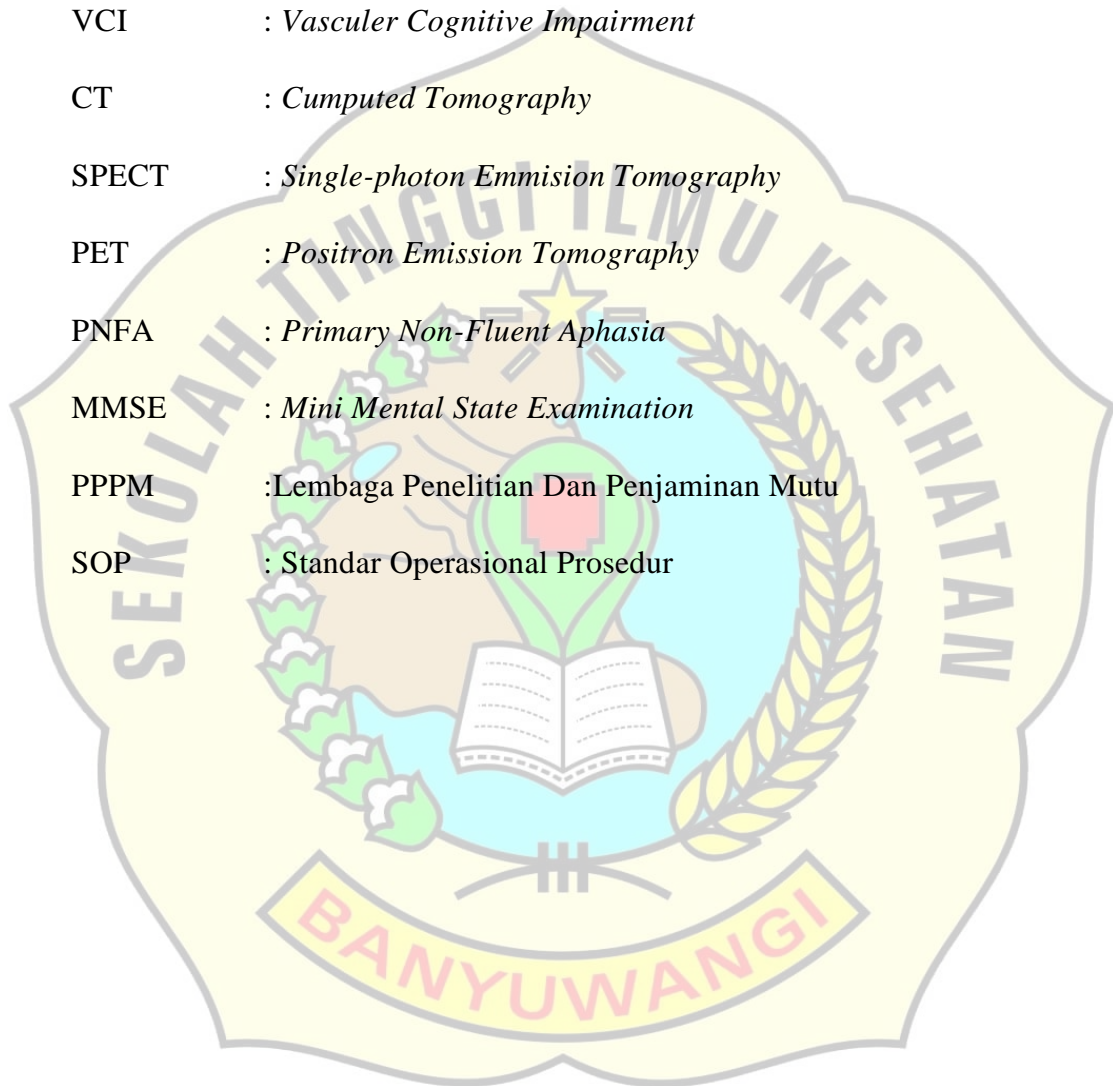 VCI : Vasculer Cognitive Impairment
CT : Cumputed Tomography
SPECT : Single-photon Emmision Tomography
PET : Positron Emission Tomography
PNFA : Primary Non-Fluent Aphasia
MMSE : Mini Mental State Examination
PPPM :Lembaga Penelitian Dan Penjaminan Mutu
SOP : Standar Operasional Prosedur
SEKOLAH TINGGI ILMU KESEHATAN
BANYUWANGI